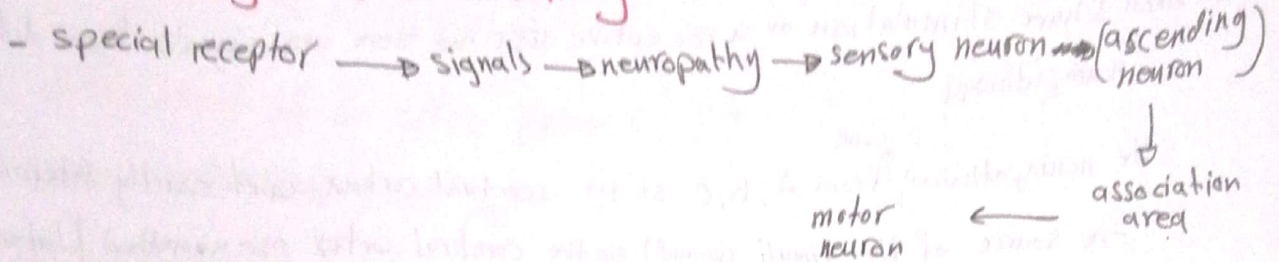 - special receptor → signals → neuropathy → sensory neuron → (ascending neuron)
↓
association area
← motor neuron